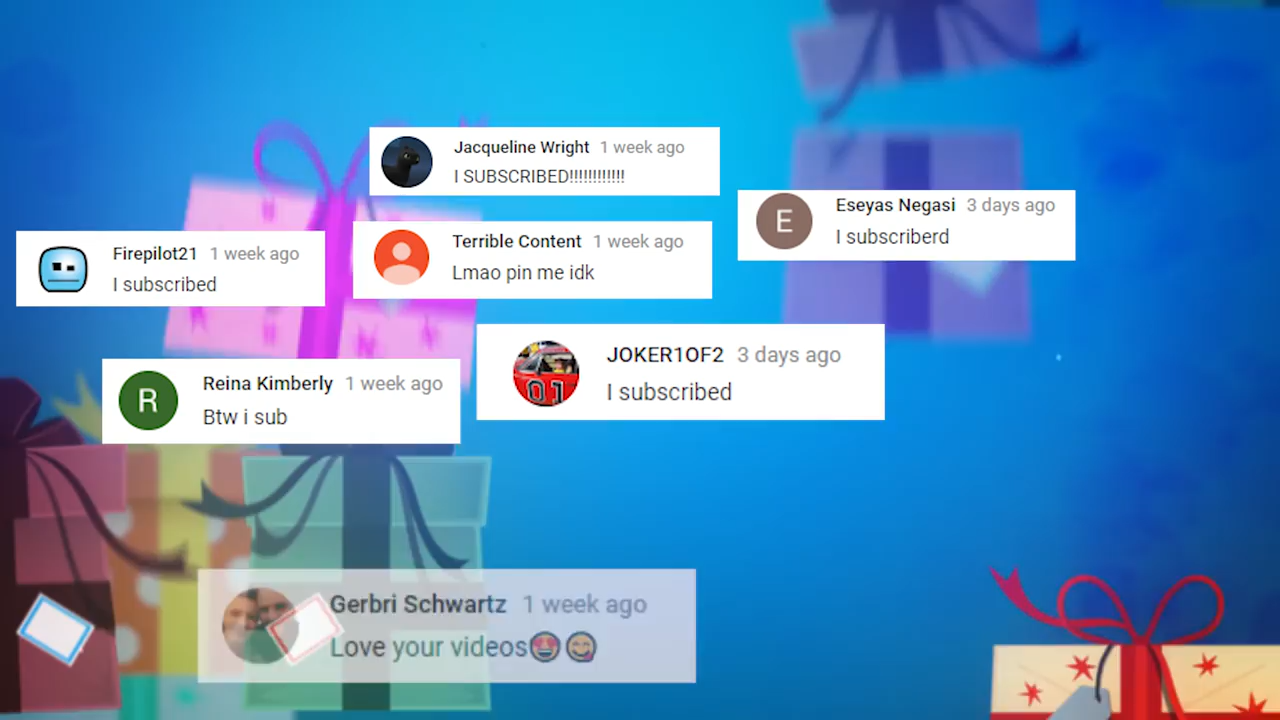 Jacqueline Wright 1 week ago
I SUBSCRIBED!!!!!!!!!!!!
Eseyas Negasi 3 days ago
I subscriberd
Firepilot21 1 week ago
I subscribed
Terrible Content 1 week ago
Lmao pin me idk
JOKER1OF2 3 days ago
I subscribed
Reina Kimberly 1 week ago
Btw i sub
Gerbri Schwartz 1 week ago
Love your videos😍😋
E
R
01